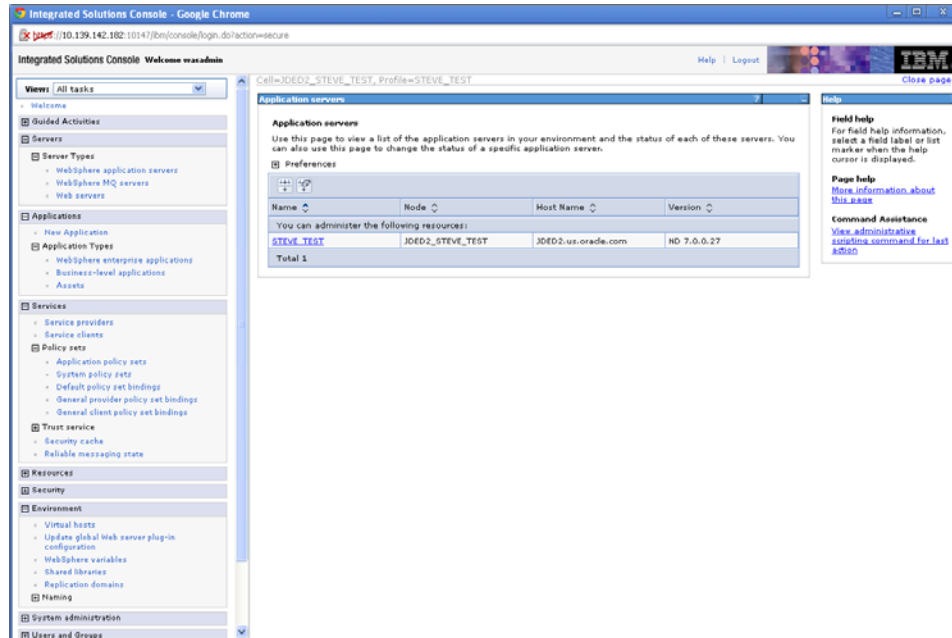 Integrated Solutions Console - Google Chrome
https://10.139.142.182:10147/ibm/console/login.do?action=secure
Integrated Solutions Console Welcome wasadmin
Help | Logout
IBM
View: All tasks
Welcome
Guided Activities
Servers
Server Types
WebSphere application servers
WebSphere MQ servers
Web servers
Applications
New Application
Application Types
WebSphere enterprise applications
Business-level applications
Assets
Services
Service providers
Service clients
Policy sets
Application policy sets
System policy sets
Default policy set bindings
General provider policy set bindings
General client policy set bindings
Trust service
Security cache
Reliable messaging state
Resources
Security
Environment
Virtual hosts
Update global Web server plug-in
configuration
WebSphere variables
Shared libraries
Replication domains
Naming
System administration
Users and Groups
Cell=JDED2_STEVE_TEST, Profile=STEVE_TEST
Close page
Application servers
? -
Application servers
Use this page to view a list of the application servers in your environment and the status of each of these servers. You
can also use this page to change the status of a specific application server.
Preferences
Name Node Host Name Version
You can administer the following resources:
STEVE_TEST JDED2_STEVE_TEST JDED2.us.oracle.com ND 7.0.0.27
Total 1
Help
Field help
For field help information,
select a field label or list
marker when the help
cursor is displayed.
Page help
More information about
this page
Command Assistance
View administrative
scripting command for last
action